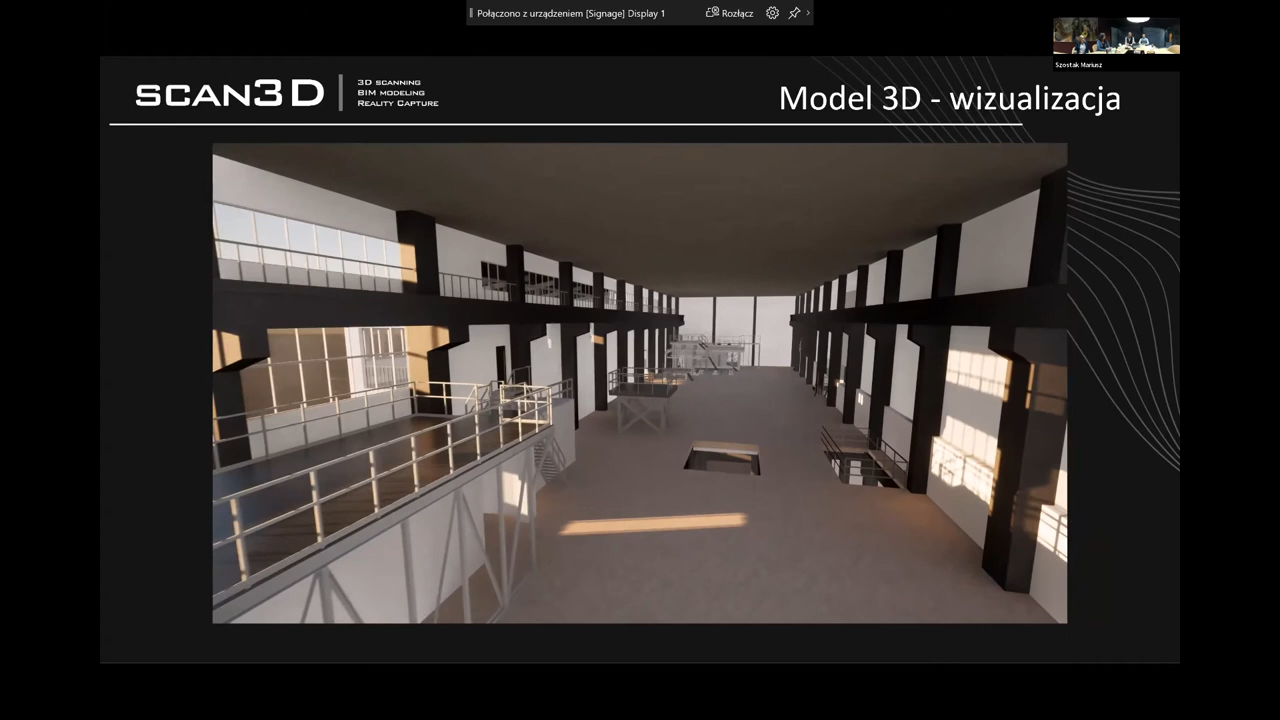 Połączono z urządzeniem [Signage] Display 1
Rozłącz
Szostak Mariusz
SCAN3D
3D SCANNING
BIM MODELING
REALITY CAPTURE
Model 3D - wizualizacja